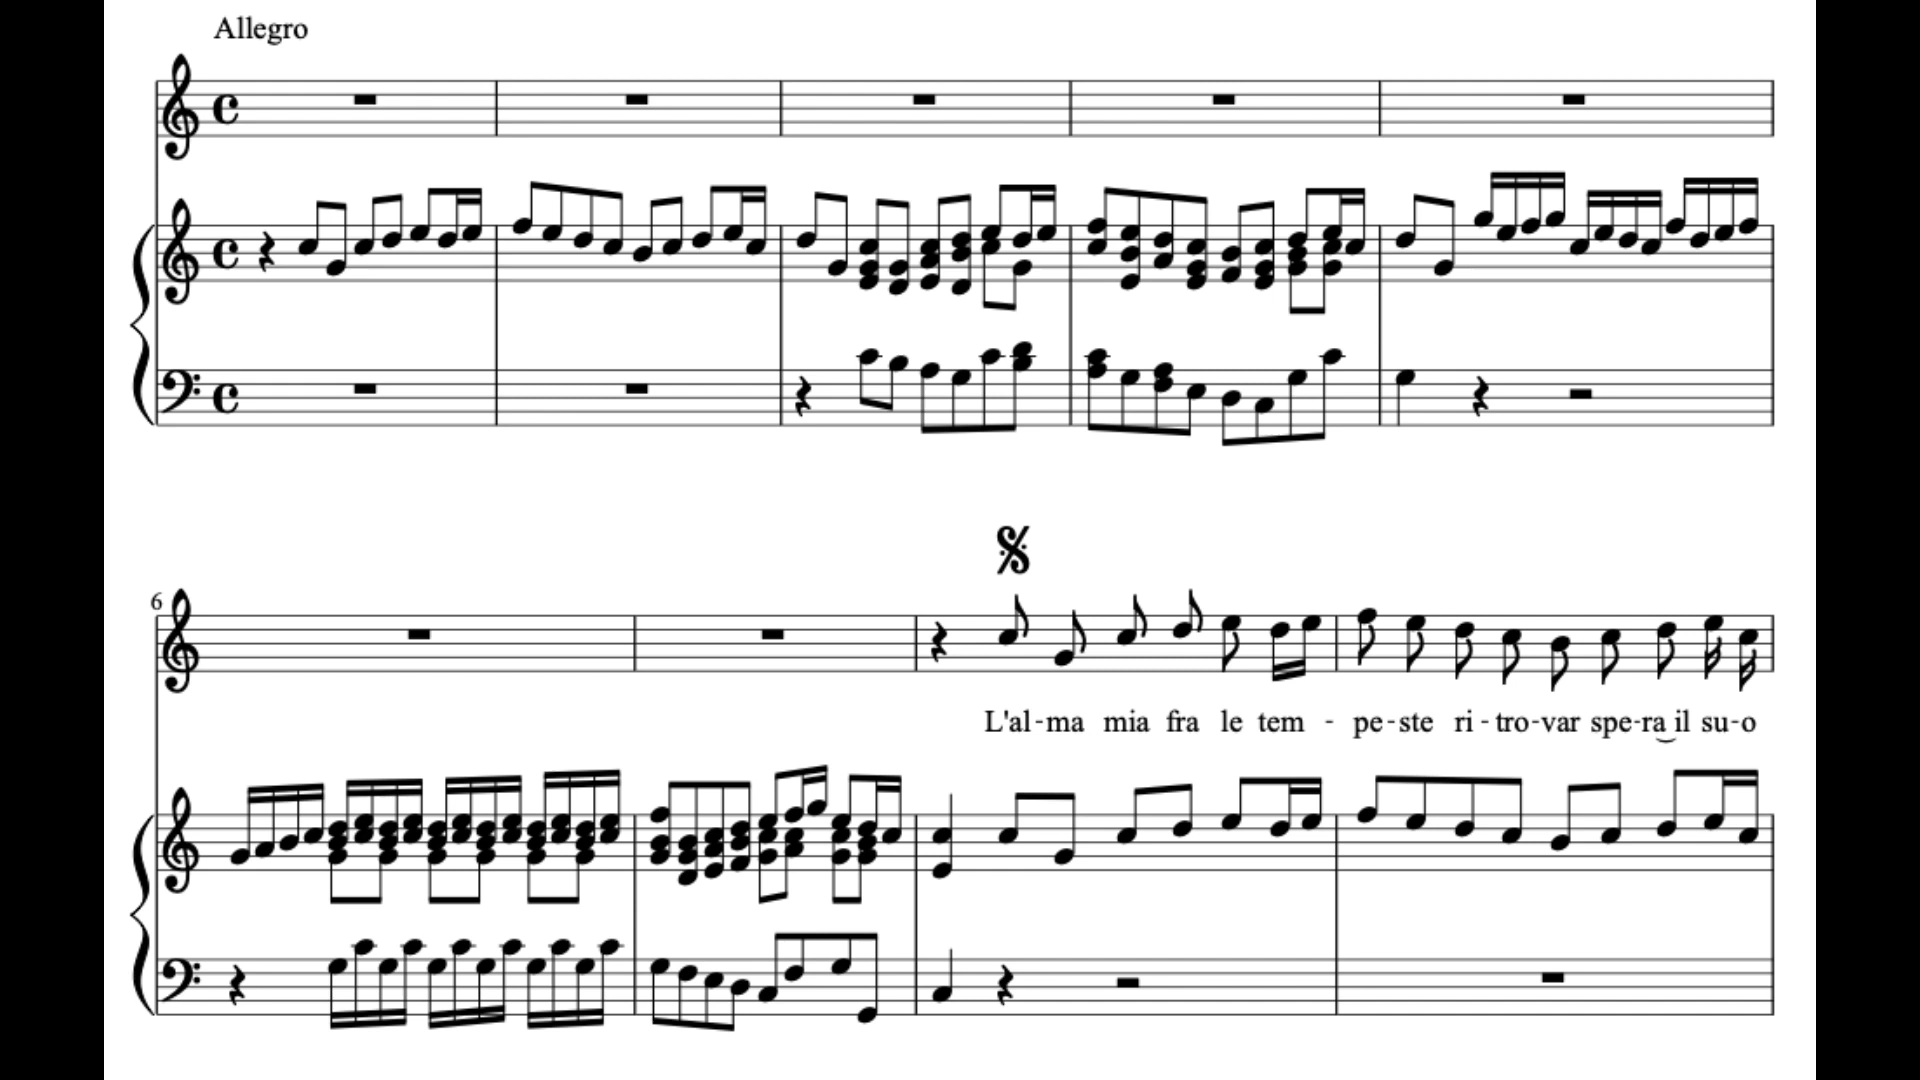 Allegro
6
L'al-ma mia fra le tem - pe-ste ri-tro-var spe-ra‿il su-o